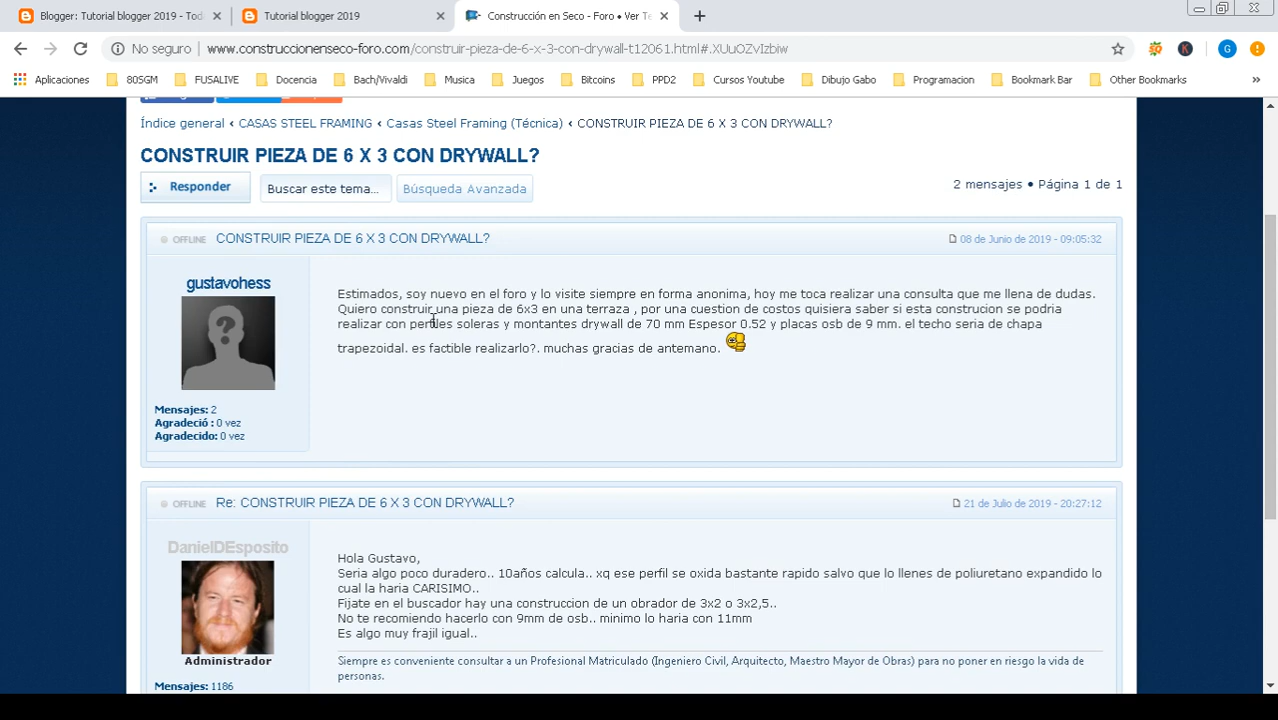 Blogger: Tutorial blogger 2019 - Tod
Tutorial blogger 2019
Construcción en Seco - Foro • Ver Te
No seguro
www.construccionenseco-foro.com/construir-pieza-de-6-x-3-con-drywall-t12061.html#.XUuOZvIzbiw
G
Aplicaciones
80SGM
FUSALIVE
Docencia
Bach/Vivaldi
Musica
Juegos
Bitcoins
PPD2
Cursos Youtube
Dibujo Gabo
Programacion
Bookmark Bar
Other Bookmarks
Índice general ‹ CASAS STEEL FRAMING ‹ Casas Steel Framing (Técnica) ‹ CONSTRUIR PIEZA DE 6 X 3 CON DRYWALL?
CONSTRUIR PIEZA DE 6 X 3 CON DRYWALL?
Responder
Buscar este tema...
Búsqueda Avanzada
2 mensajes • Página 1 de 1
OFFLINE
CONSTRUIR PIEZA DE 6 X 3 CON DRYWALL?
08 de Junio de 2019 - 09:05:32
gustavohess
Mensajes: 2
Agradeció : 0 vez
Agradecido: 0 vez
Estimados, soy nuevo en el foro y lo visite siempre en forma anonima, hoy me toca realizar una consulta que me llena de dudas.
Quiero construir una pieza de 6x3 en una terraza , por una cuestion de costos quisiera saber si esta construcion se podria
realizar con perfiles soleras y montantes drywall de 70 mm Espesor 0.52 y placas osb de 9 mm. el techo seria de chapa
trapezoidal. es factible realizarlo?. muchas gracias de antemano.
OFFLINE
Re: CONSTRUIR PIEZA DE 6 X 3 CON DRYWALL?
21 de Julio de 2019 - 20:27:12
DanielDEsposito
Administrador
Mensajes: 1186
Hola Gustavo,
Seria algo poco duradero.. 10años calcula.. xq ese perfil se oxida bastante rapido salvo que lo llenes de poliuretano expandido lo
cual la haria CARISIMO..
Fijate en el buscador hay una construccion de un obrador de 3x2 o 3x2,5..
No te recomiendo hacerlo con 9mm de osb.. minimo lo haria con 11mm
Es algo muy frajil igual..
Siempre es conveniente consultar a un Profesional Matriculado (Ingeniero Civil, Arquitecto, Maestro Mayor de Obras) para no poner en riesgo la vida de
personas.